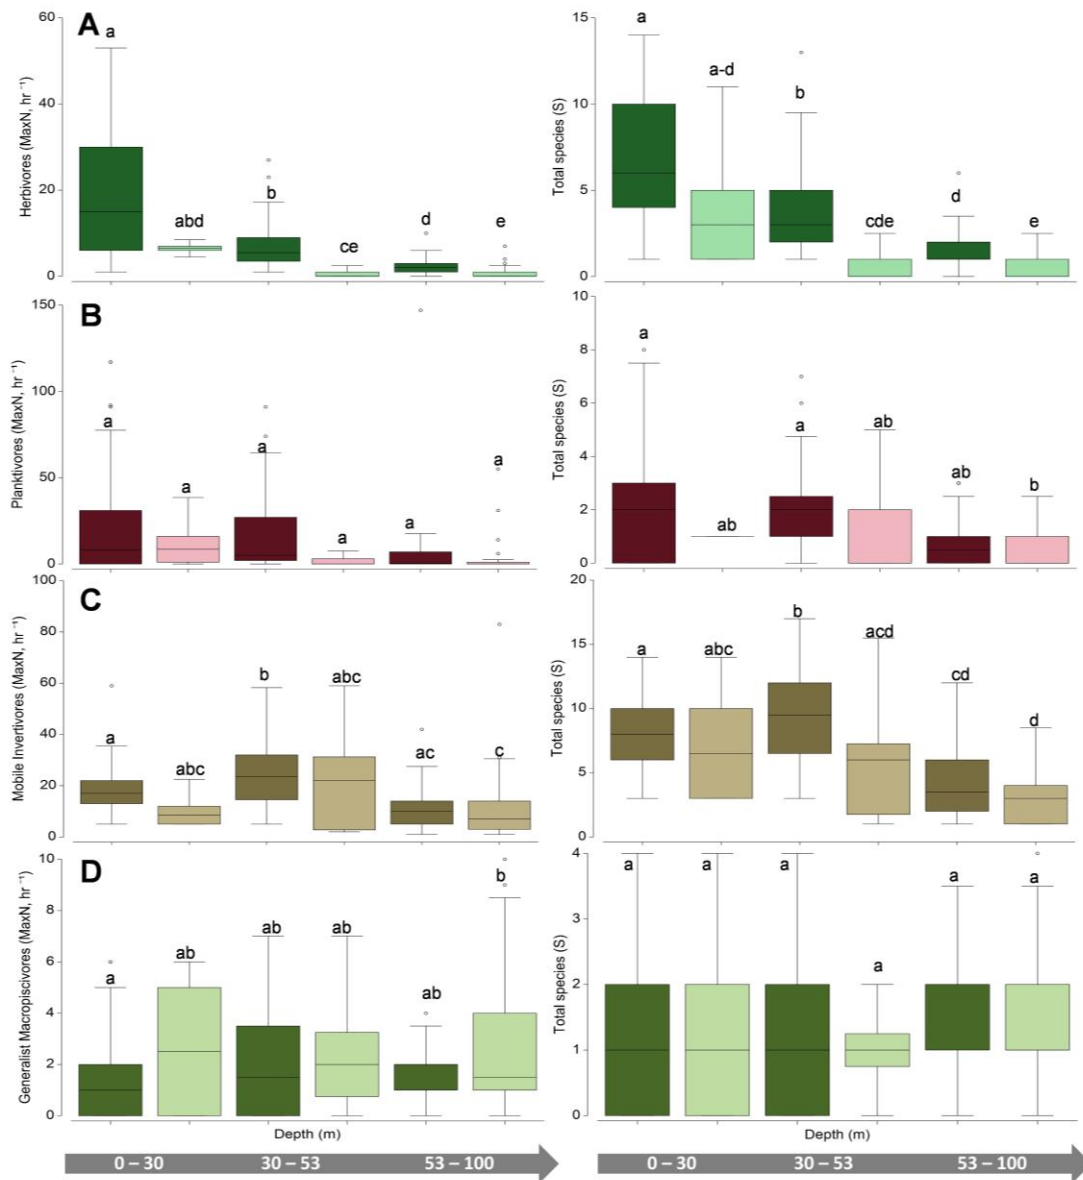 A
Herbivores (MaxN, hr ⁻¹)
60
40
20
0
a
abd
b
ce
d
e
Total species (S)
15
10
5
0
a
a-d
b
cde
d
e
B
Planktivores (MaxN, hr ⁻¹)
150
100
50
0
a
a
a
a
a
a
Total species (S)
10
8
6
4
2
0
a
ab
a
ab
ab
b
C
Mobile Invertivores (MaxN, hr ⁻¹)
100
80
60
40
20
0
a
abc
b
abc
ac
c
Total species (S)
20
15
10
5
0
a
abc
b
acd
cd
d
D
Generalist Macropiscivores (MaxN, hr ⁻¹)
10
8
6
4
2
0
a
ab
ab
ab
ab
b
Total species (S)
4
3
2
1
0
a
a
a
a
a
a
Depth (m)
Depth (m)
0 – 30 30 – 53 53 – 100
0 – 30 30 – 53 53 – 100